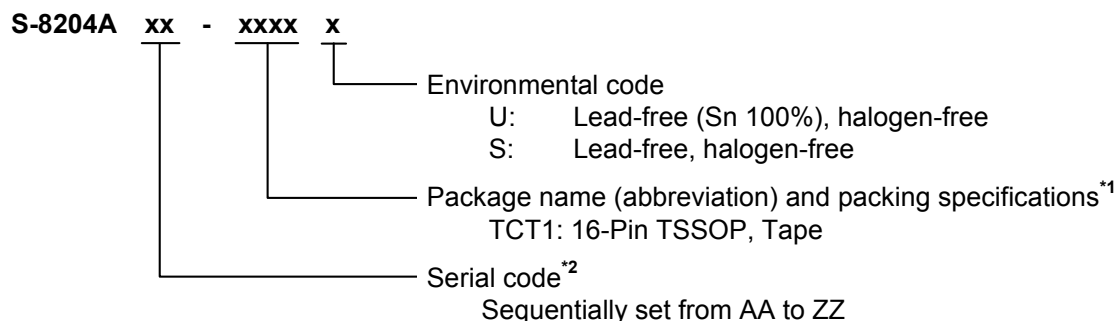 S-8204A xx - xxxx x
Environmental code
U: Lead-free (Sn 100%), halogen-free
S: Lead-free, halogen-free
Package name (abbreviation) and packing specifications*1
TCT1: 16-Pin TSSOP, Tape
Serial code*2
Sequentially set from AA to ZZ